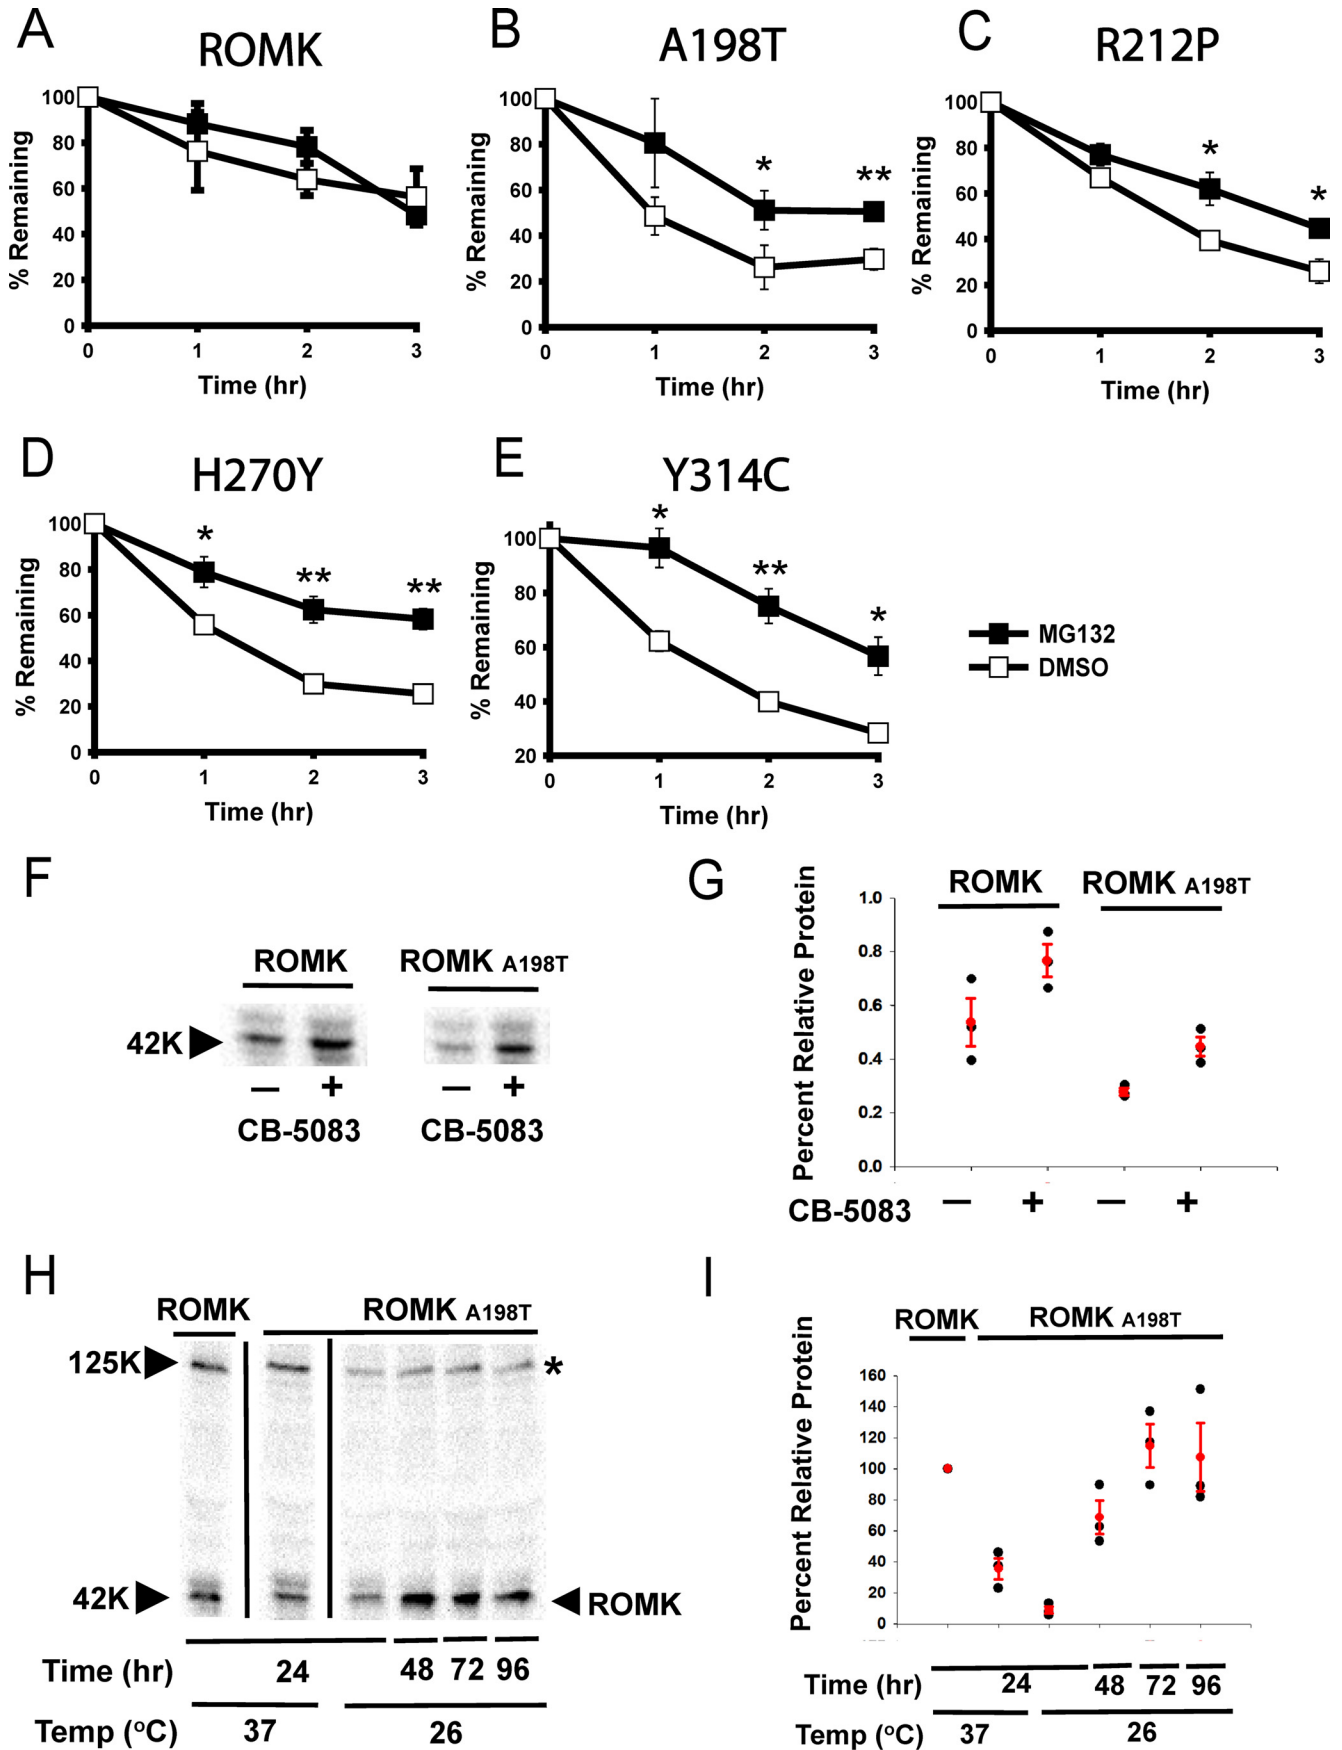 A
ROMK
% Remaining
100
80
60
40
20
0
0 1 2 3
Time (hr)
B
A198T
% Remaining
100
80
60
40
20
0
* **
0 1 2 3
Time (hr)
C
R212P
% Remaining
100
80
60
40
20
0
* *
0 1 2 3
Time (hr)
D
H270Y
% Remaining
100
80
60
40
20
0
* ** **
0 1 2 3
Time (hr)
E
Y314C
% Remaining
100
80
60
40
20
* ** *
0 1 2 3
Time (hr)
MG132
DMSO
F
ROMK ROMK A198T
42K
– + – +
CB-5083 CB-5083
G
ROMK ROMK A198T
Percent Relative Protein
1.0
0.8
0.6
0.4
0.2
0.0
CB-5083 – + – +
H
ROMK ROMK A198T
125K *
42K ROMK
Time (hr) 24 48 72 96
Temp (oC) 37 26
I
ROMK ROMK A198T
Percent Relative Protein
160
140
120
100
80
60
40
20
0
Time (hr) 24 48 72 96
Temp (oC) 37 26